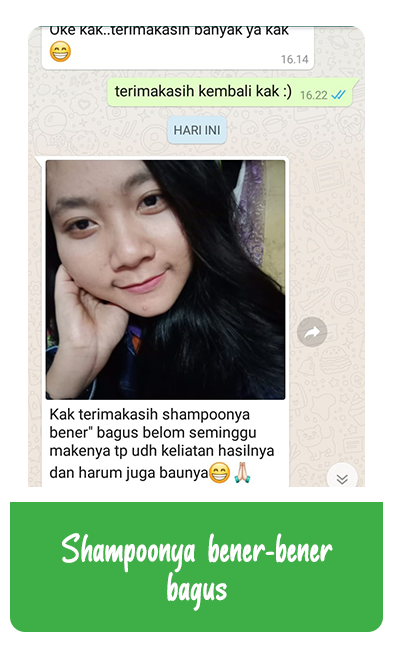 Oke kak..terimakasih banyak ya kak
😁
16.14
terimakasih kembali kak :) 16.22
HARI INI
Kak terimakasih shampoonya
bener" bagus belom seminggu
makenya tp udh keliatan hasilnya
dan harum juga baunya😁🙏🏻
Shampoonya bener-bener
bagus